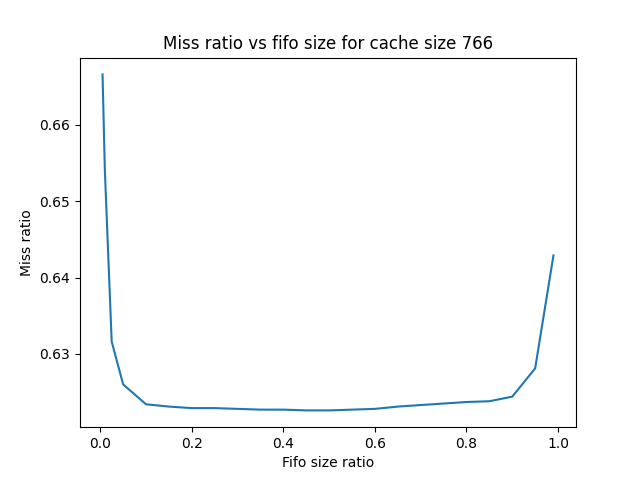 Miss ratio vs fifo size for cache size 766
0.66
0.65
0.64
0.63
Miss ratio
0.0 0.2 0.4 0.6 0.8 1.0
Fifo size ratio